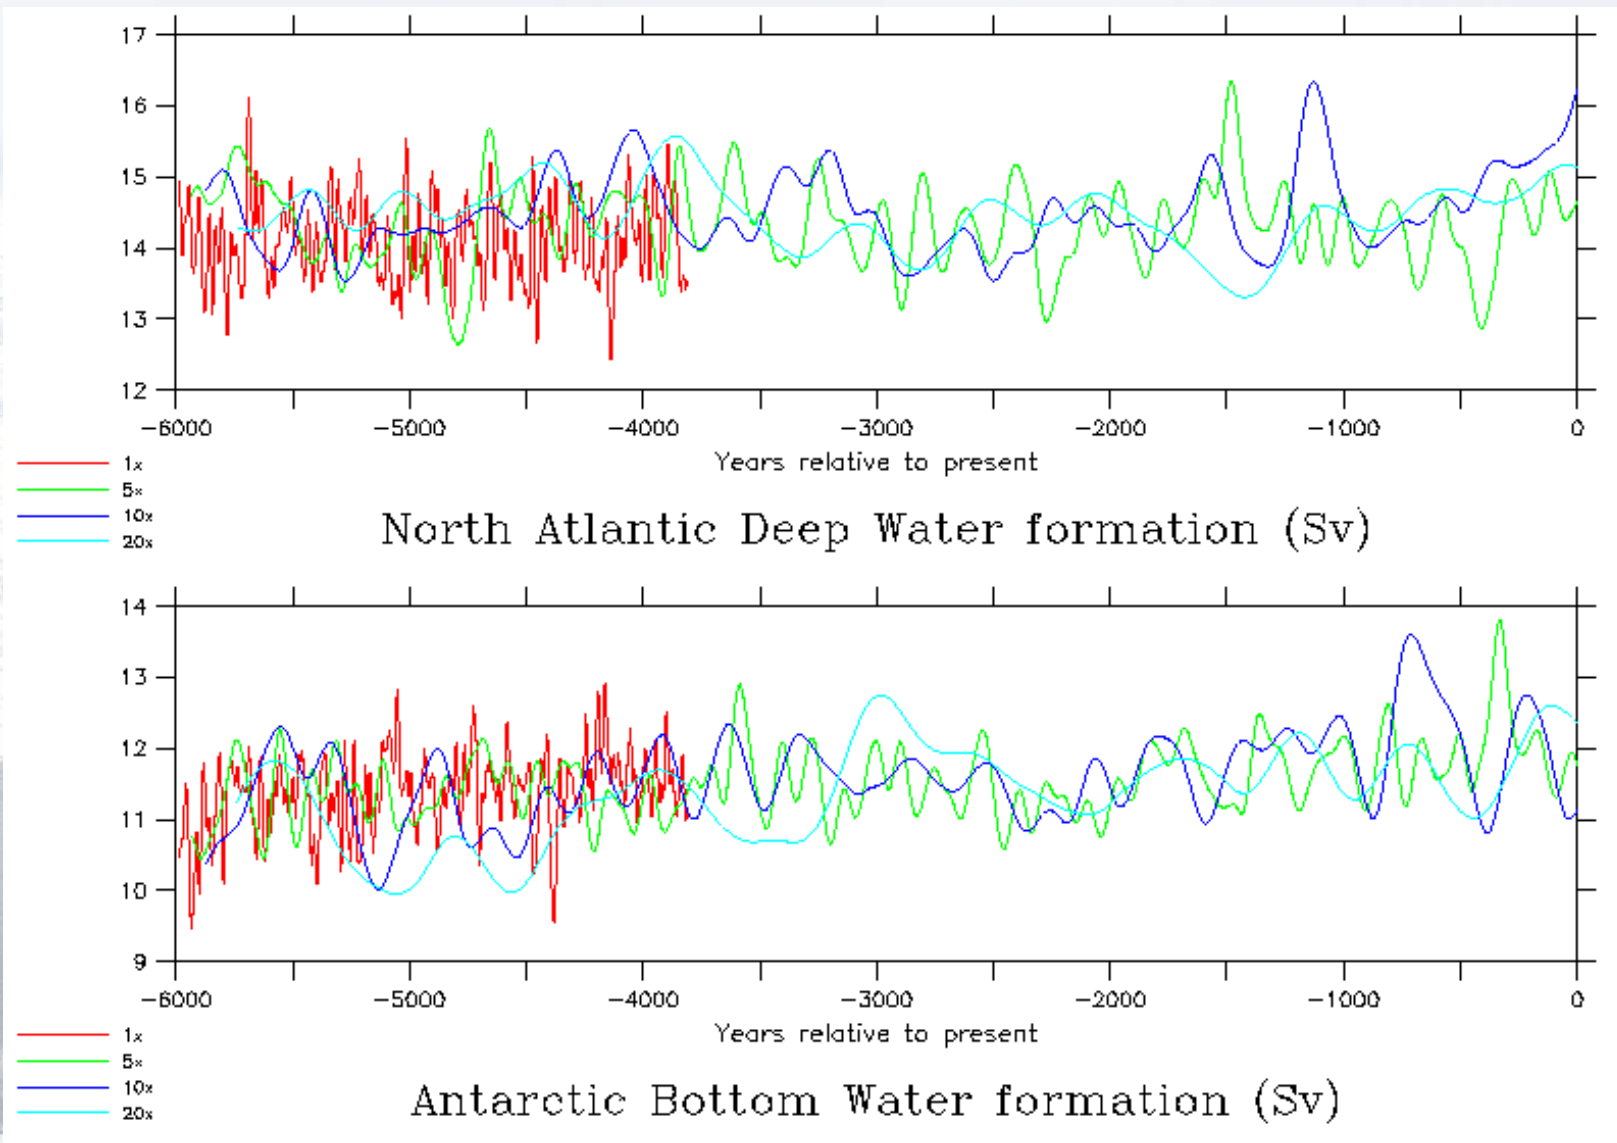 17
16
15
14
13
12
-6000 -5000 -4000 -3000 -2000 -1000 0
Years relative to present
1x
5x
10x
20x
North Atlantic Deep Water formation (Sv)
14
13
12
11
10
9
-6000 -5000 -4000 -3000 -2000 -1000 0
Years relative to present
1x
5x
10x
20x
Antarctic Bottom Water formation (Sv)